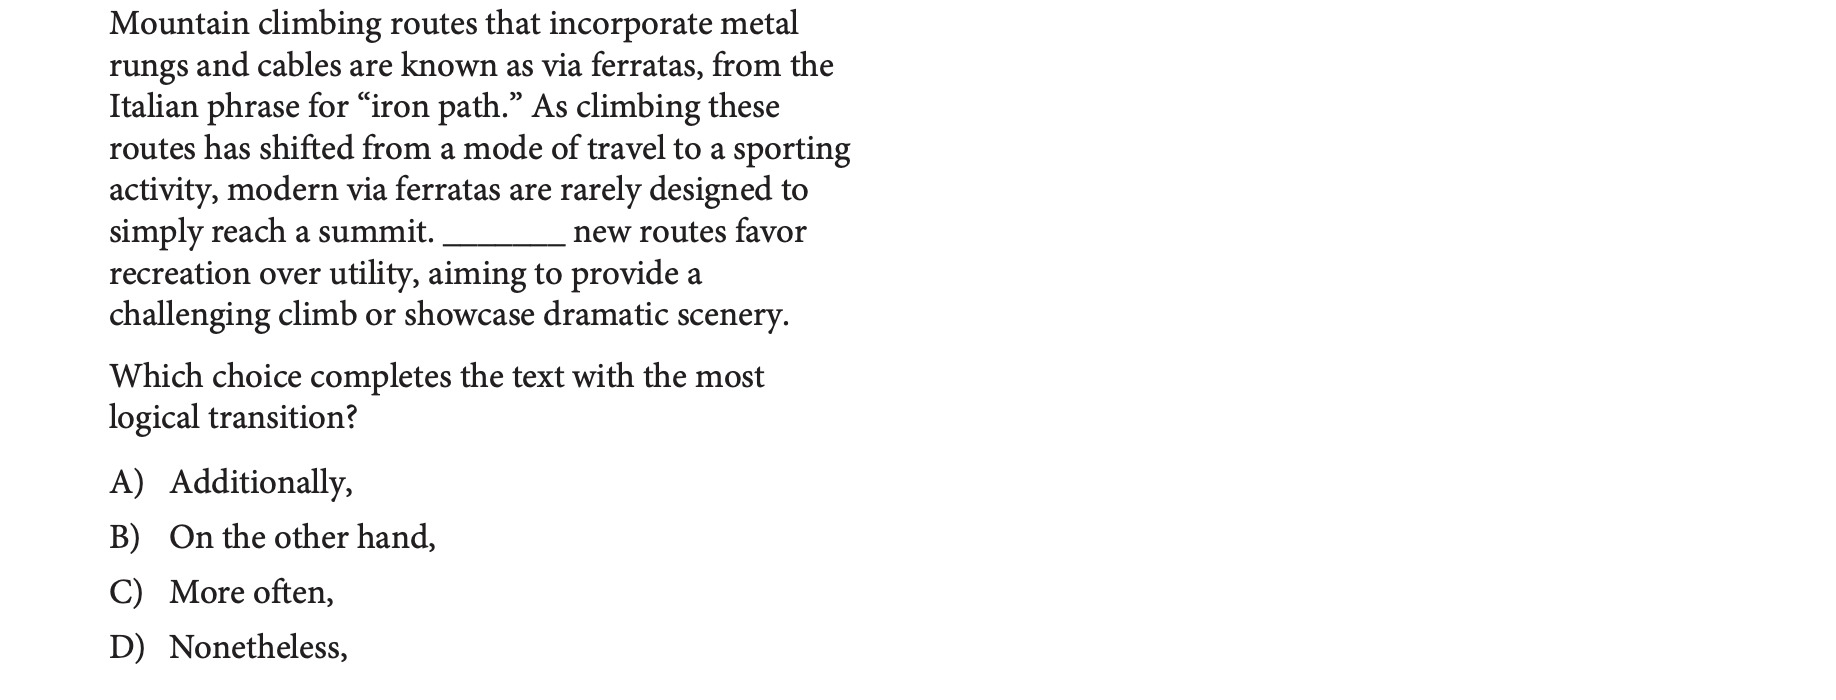 Mountain climbing routes that incorporate metal
rungs and cables are known as via ferratas, from the
Italian phrase for “iron path.” As climbing these
routes has shifted from a mode of travel to a sporting
activity, modern via ferratas are rarely designed to
simply reach a summit. _______ new routes favor
recreation over utility, aiming to provide a
challenging climb or showcase dramatic scenery.
Which choice completes the text with the most
logical transition?
A) Additionally,
B) On the other hand,
C) More often,
D) Nonetheless,